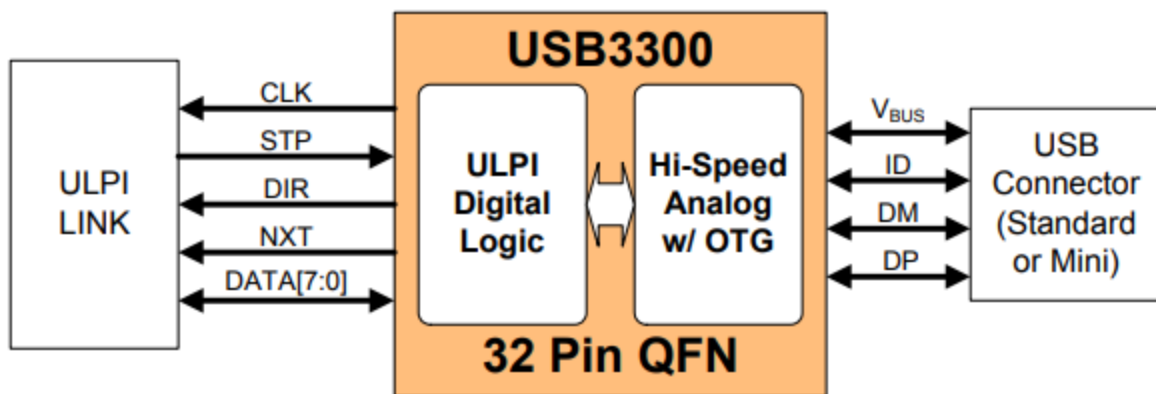 USB3300
ULPI
LINK
CLK
STP
DIR
NXT
DATA[7:0]
ULPI
Digital
Logic
Hi-Speed
Analog
w/ OTG
VBUS
ID
DM
DP
USB
Connector
(Standard
or Mini)
32 Pin QFN